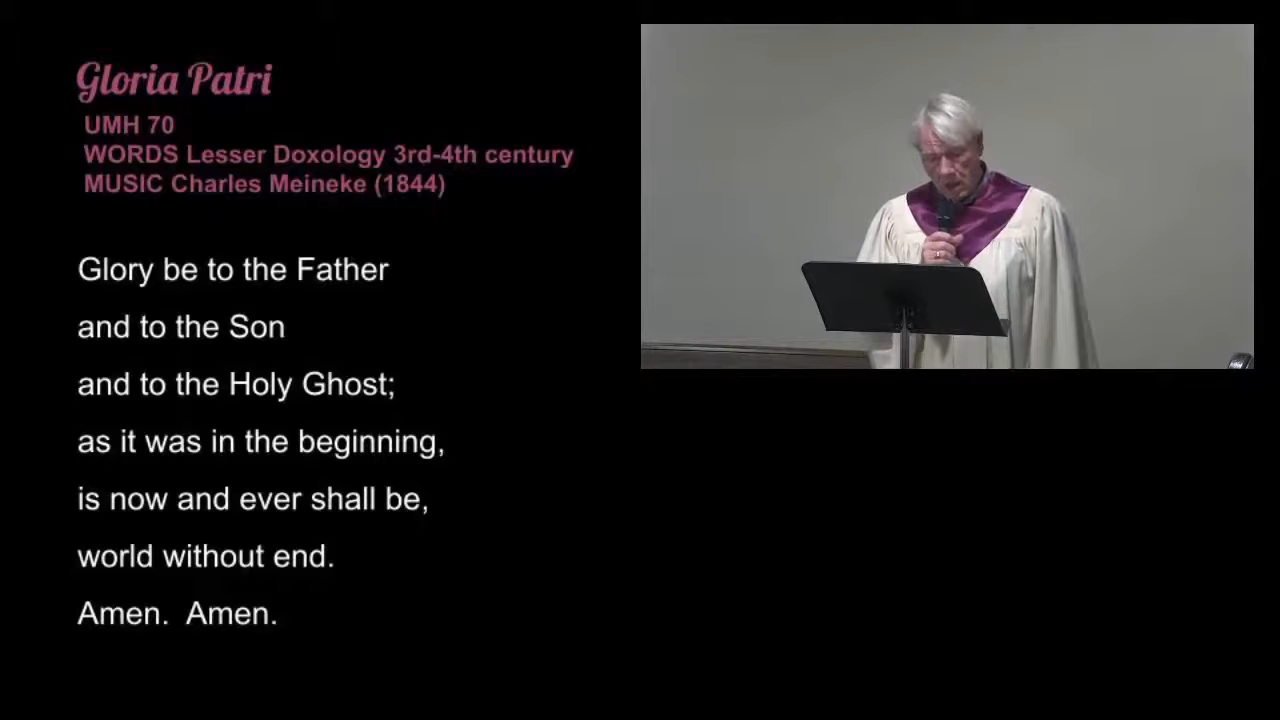 Gloria Patri
UMH 70
WORDS Lesser Doxology 3rd-4th century
MUSIC Charles Meineke (1844)
Glory be to the Father
and to the Son
and to the Holy Ghost;
as it was in the beginning,
is now and ever shall be,
world without end.
Amen.  Amen.